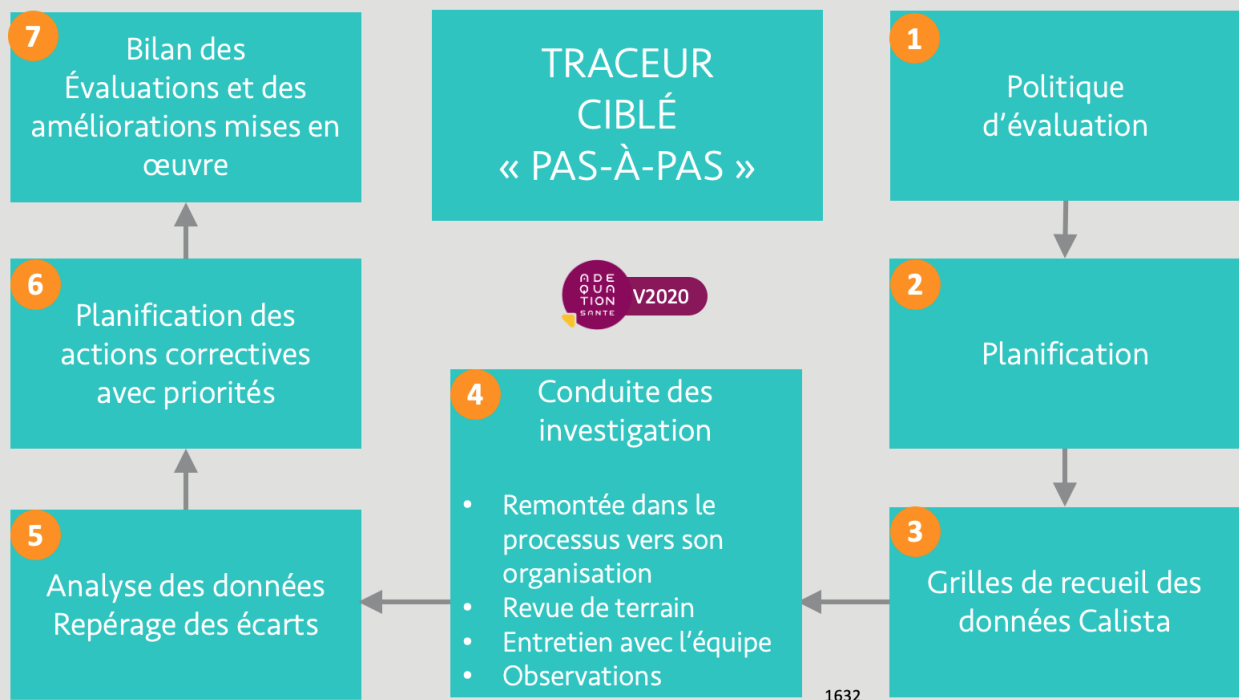 TRACEUR
CIBLÉ
« PAS-À-PAS »
1
Politique
d’évaluation
2
Planification
3
Grilles de recueil des
données Calista
4
Conduite des
investigation
• Remontée dans le
processus vers son
organisation
• Revue de terrain
• Entretien avec l’équipe
• Observations
5
Analyse des données
Repérage des écarts
6
Planification des
actions correctives
avec priorités
7
Bilan des
Évaluations et des
améliorations mises en
œuvre
ADE
QUA
TION
SANTE
V2020
1632